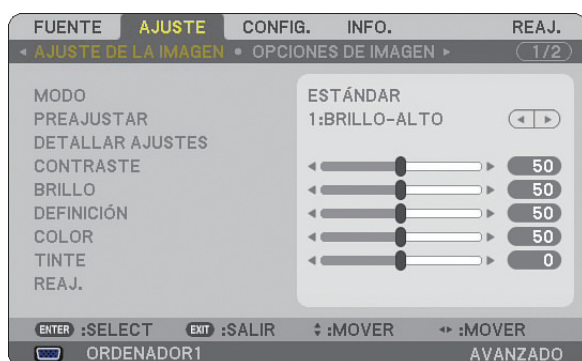 FUENTE AJUSTE CONFIG. INFO. REAJ.
AJUSTE DE LA IMAGEN OPCIONES DE IMAGEN 1/2
MODO ESTÁNDAR
PREAJUSTAR 1:BRILLO-ALTO
DETALLAR AJUSTES
CONTRASTE 50
BRILLO 50
DEFINICIÓN 50
COLOR 50
TINTE 0
REAJ.
ENTER :SELECT EXIT :SALIR :MOVER :MOVER
ORDENADOR1 AVANZADO